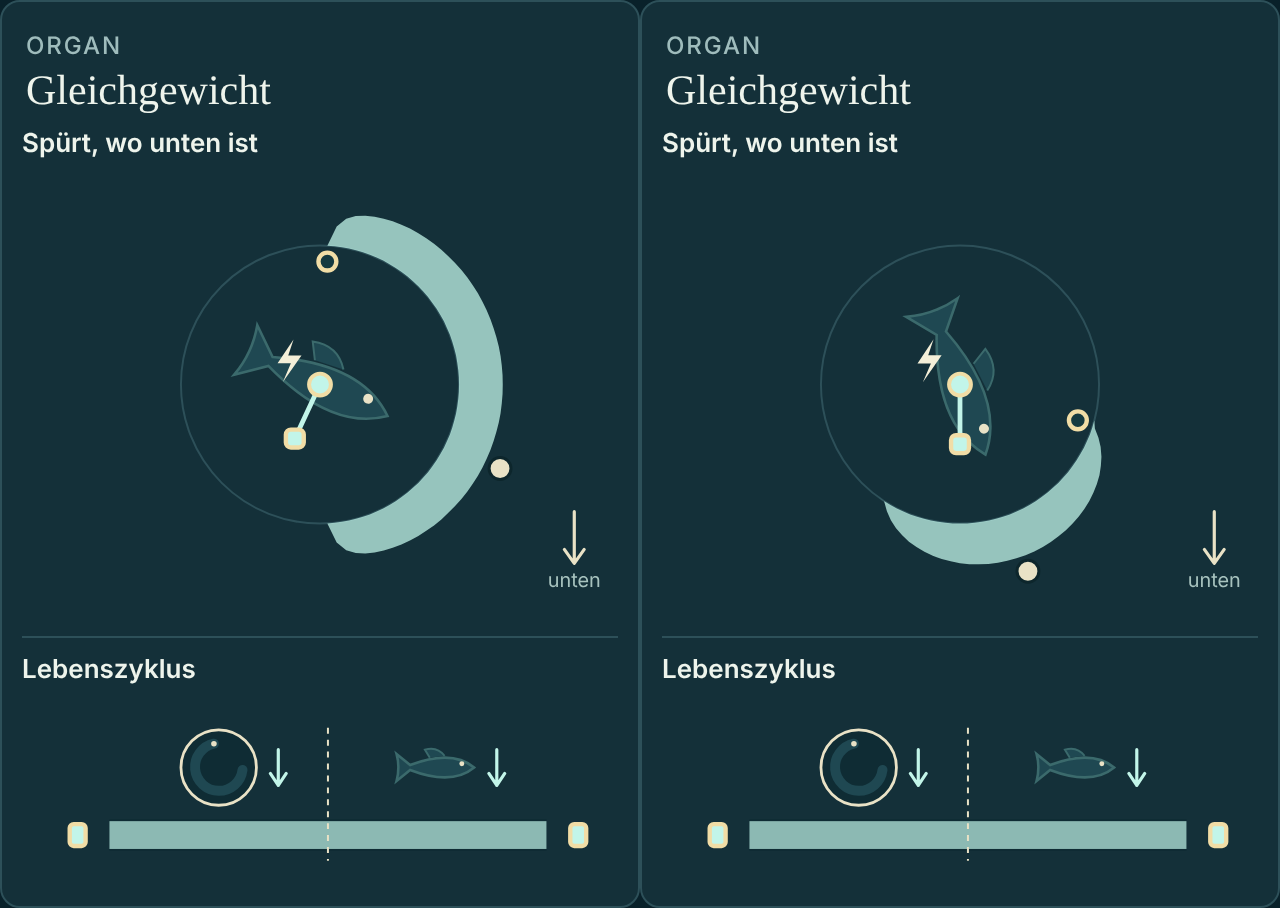 ORGAN
Gleichgewicht
Spürt, wo unten ist
unten
Lebenszyklus
ORGAN
Gleichgewicht
Spürt, wo unten ist
unten
Lebenszyklus